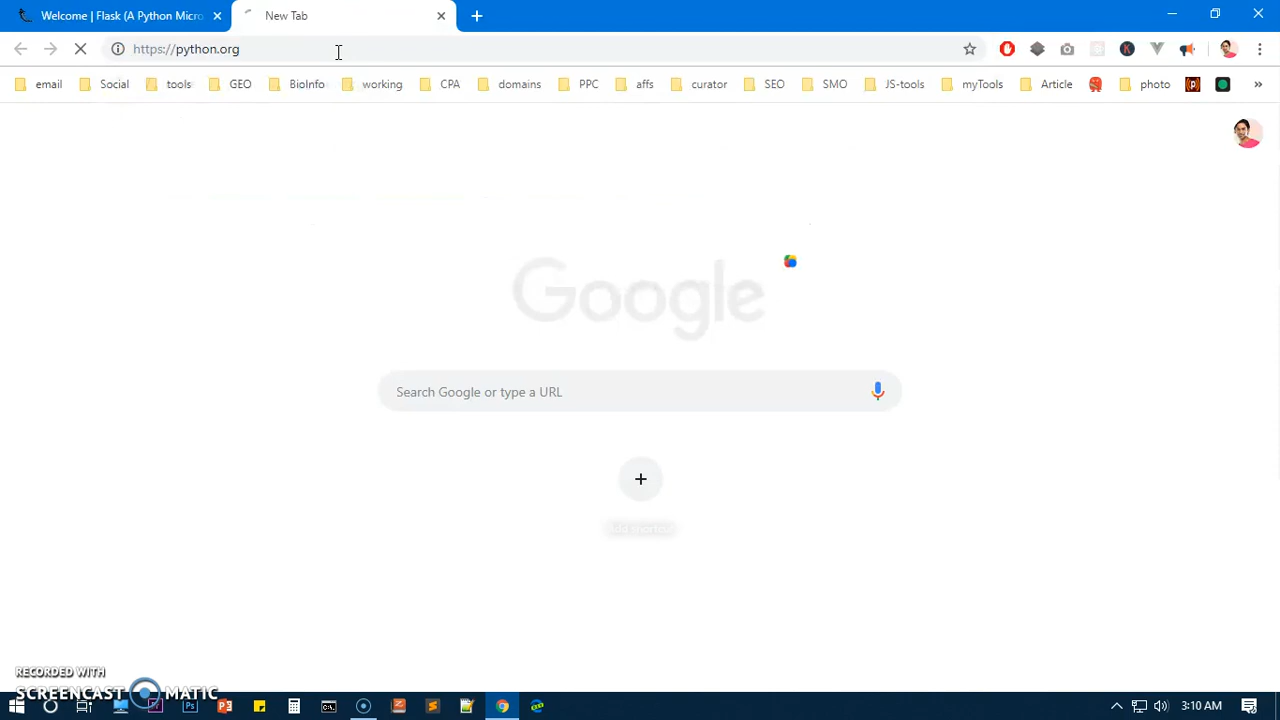 Welcome | Flask (A Python Micro
New Tab
https://python.org
email Social tools GEO BioInfo working CPA domains PPC affs curator SEO SMO JS-tools myTools Article photo
Google
Search Google or type a URL
Add shortcut
RECORDED WITH
SCREENCAST MATIC
3:10 AM